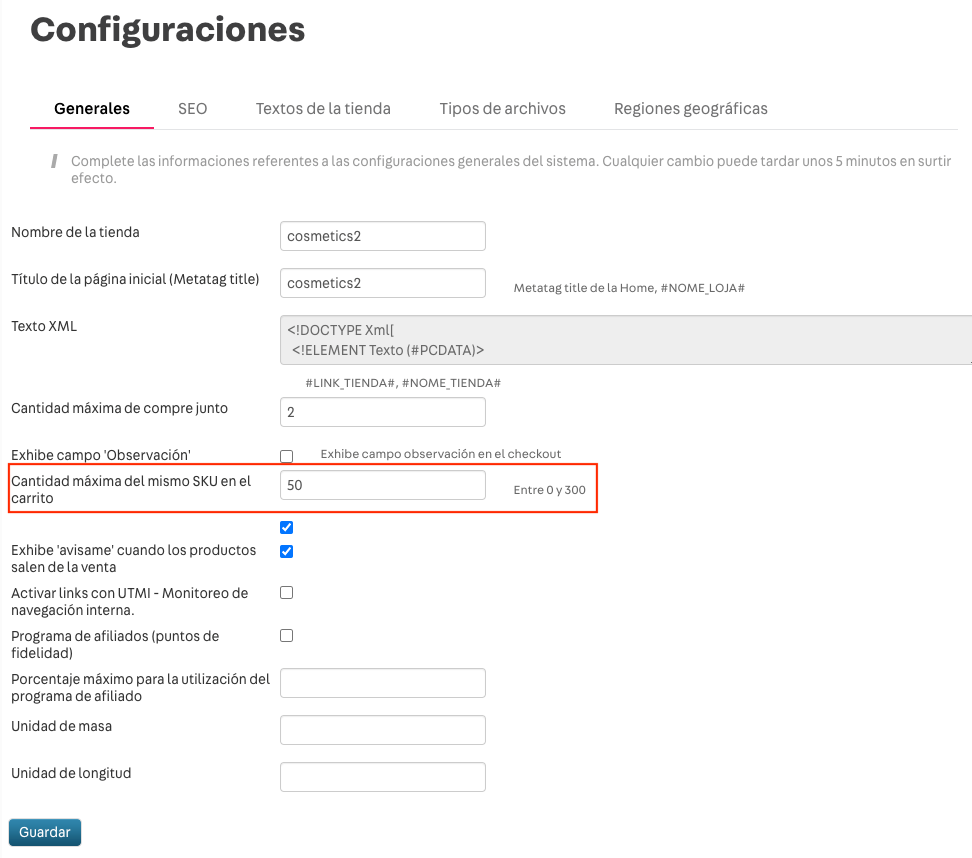 Configuraciones
Generales
SEO
Textos de la tienda
Tipos de archivos
Regiones geográficas
Complete las informaciones referentes a las configuraciones generales del sistema. Cualquier cambio puede tardar unos 5 minutos en surtir
efecto.
Nombre de la tienda
cosmetics2
Título de la página inicial (Metatag title)
cosmetics2
Metatag title de la Home, #NOME_LOJA#
Texto XML
<!DOCTYPE Xml[
<!ELEMENT Texto (#PCDATA)>
#LINK_TIENDA#, #NOME_TIENDA#
Cantidad máxima de compre junto
2
Exhibe campo 'Observación'
Exhibe campo observación en el checkout
Cantidad máxima del mismo SKU en el
carrito
50
Entre 0 y 300
Exhibe 'avisame' cuando los productos
salen de la venta
Activar links con UTMI - Monitoreo de
navegación interna.
Programa de afiliados (puntos de
fidelidad)
Porcentaje máximo para la utilización del
programa de afiliado
Unidad de masa
Unidad de longitud
Guardar